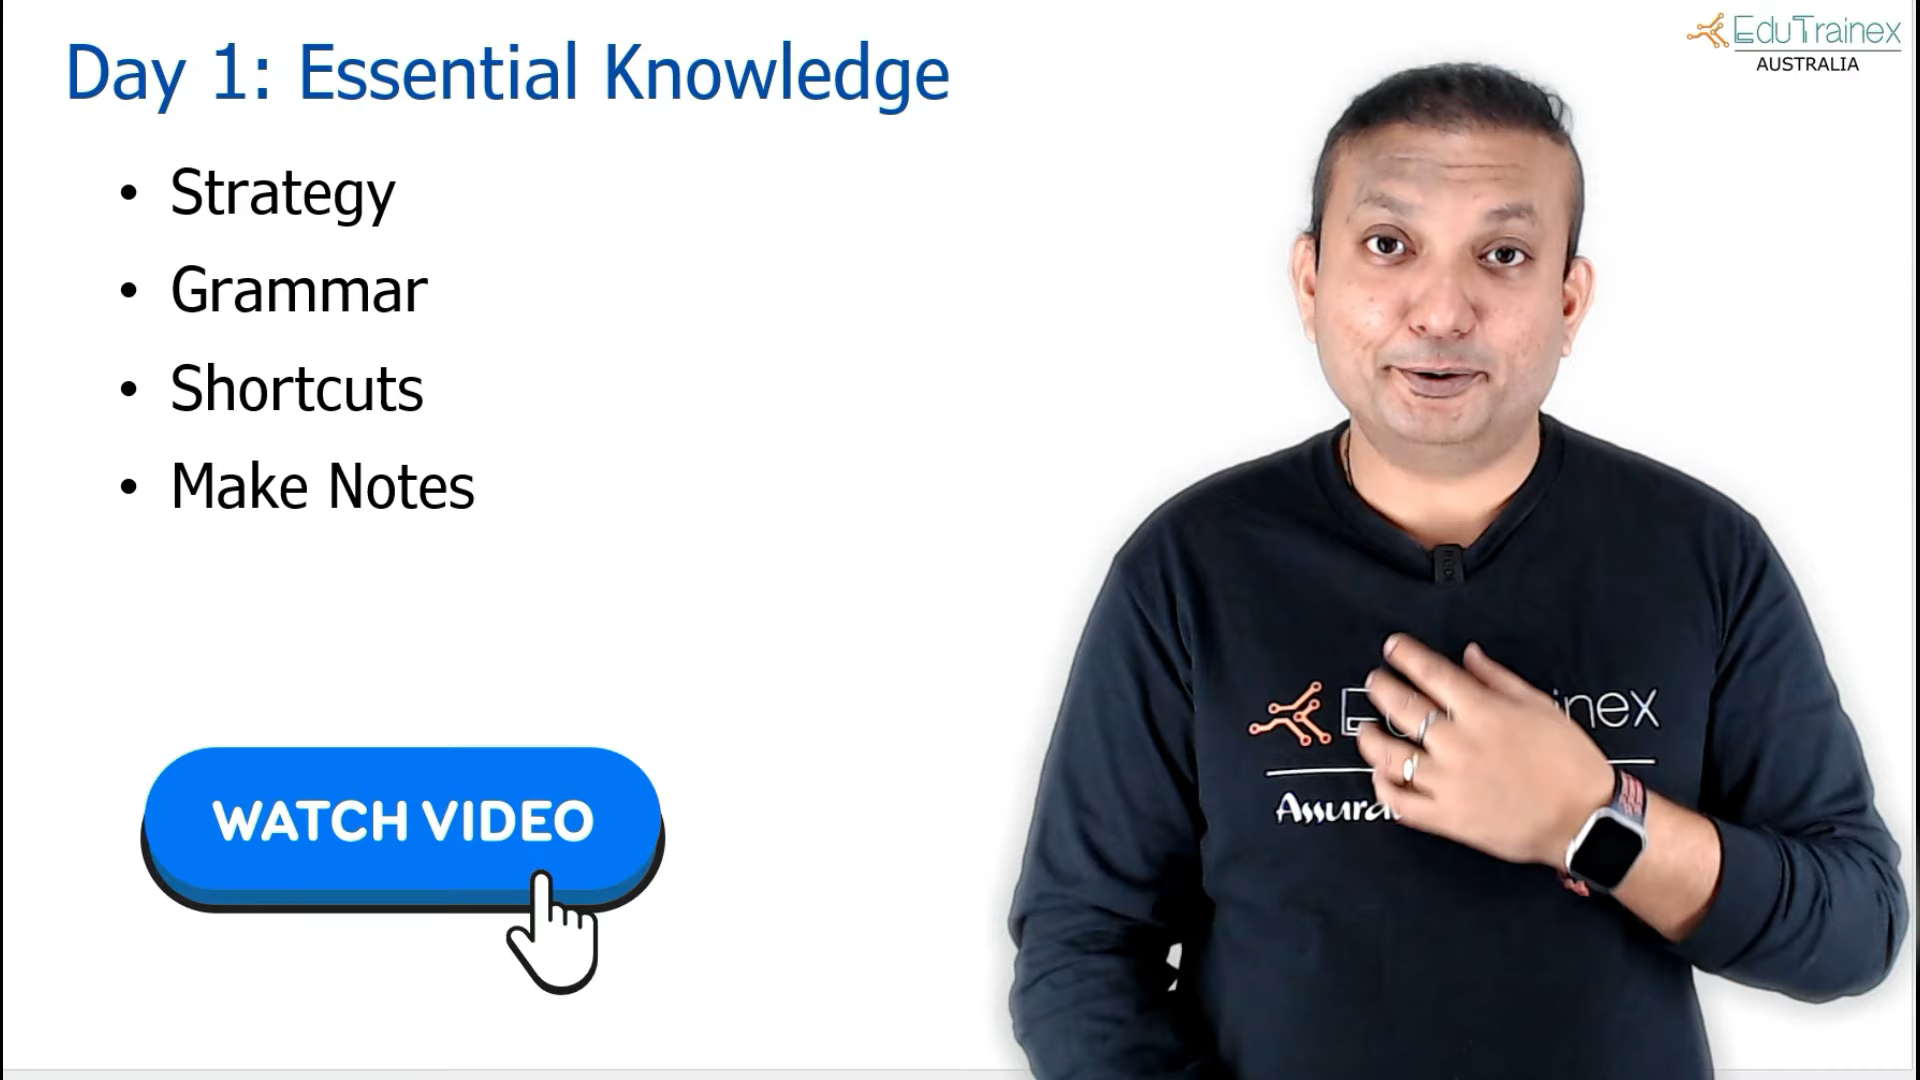 Day 1: Essential Knowledge
EduTrainex
AUSTRALIA
• Strategy
• Grammar
• Shortcuts
• Make Notes
WATCH VIDEO